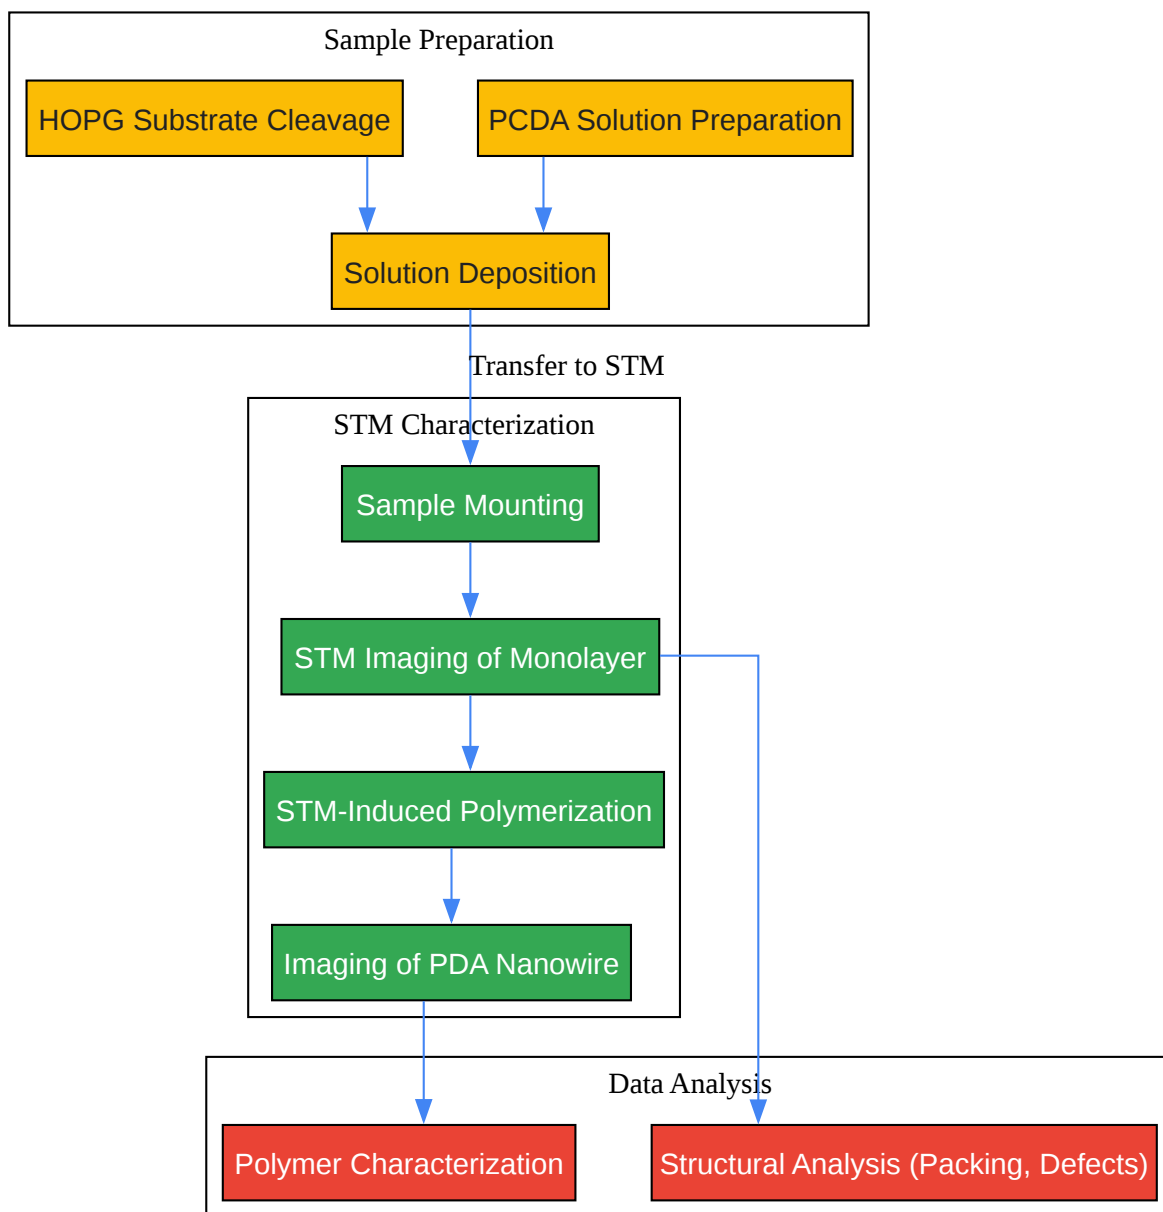 Sample Preparation
HOPG Substrate Cleavage
PCDA Solution Preparation
Solution Deposition
Transfer to STM
STM Characterization
Sample Mounting
STM Imaging of Monolayer
STM-Induced Polymerization
Imaging of PDA Nanowire
Data Analysis
Polymer Characterization
Structural Analysis (Packing, Defects)